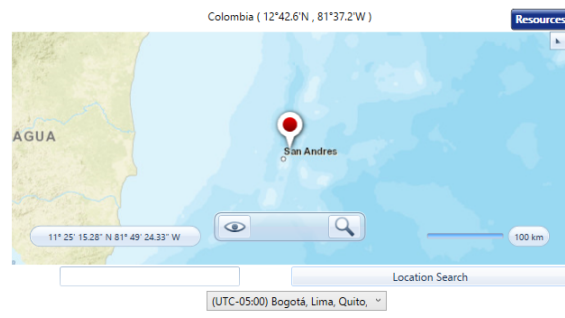 Colombia ( 12°42.6'N , 81°37.2'W )
Resources
AGUA
San Andres
11° 25' 15.28" N 81° 49' 24.33" W
100 km
Location Search
(UTC-05:00) Bogotá, Lima, Quito,